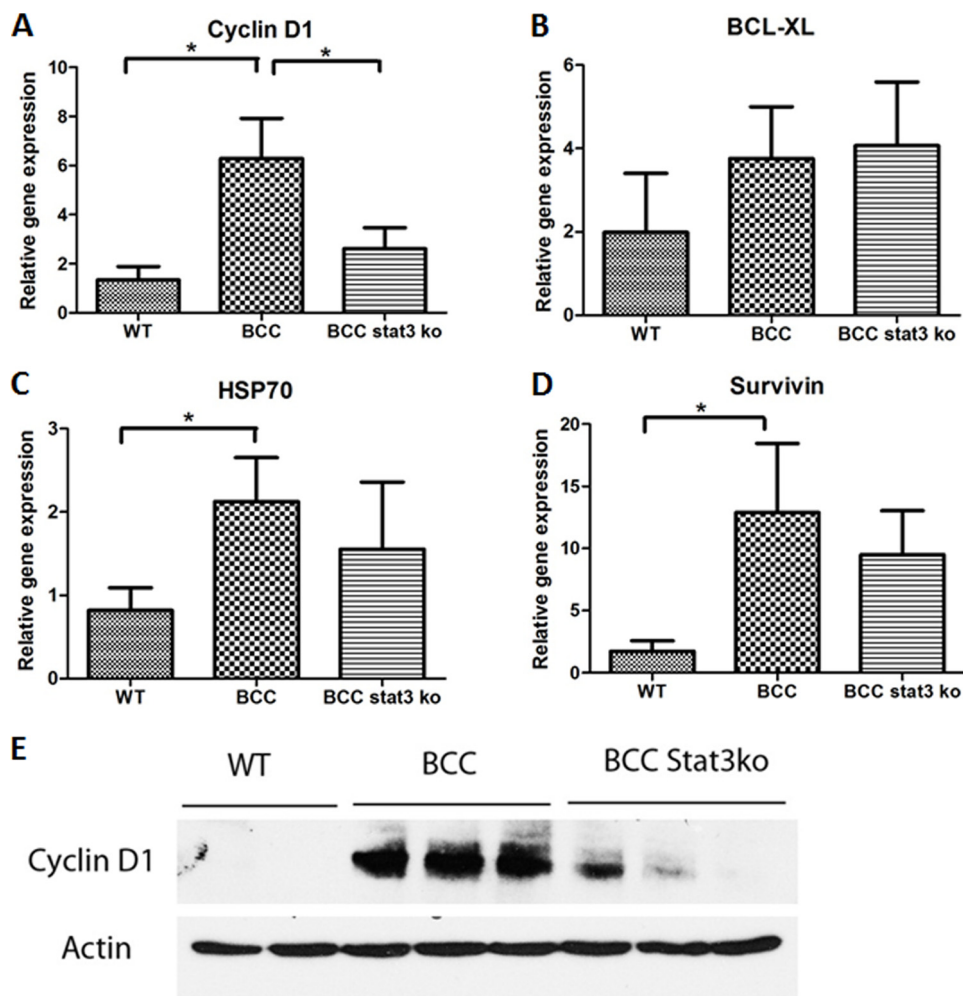 A
Cyclin D1
*
*
Relative gene expression
10
8
6
4
2
0
WT
BCC
BCC stat3 ko
B
BCL-XL
Relative gene expression
6
4
2
0
WT
BCC
BCC stat3 ko
C
HSP70
*
Relative gene expression
3
2
1
0
WT
BCC
BCC stat3 ko
D
Survivin
*
Relative gene expression
20
15
10
5
0
WT
BCC
BCC stat3 ko
E
WT
BCC
BCC Stat3ko
Cyclin D1
Actin